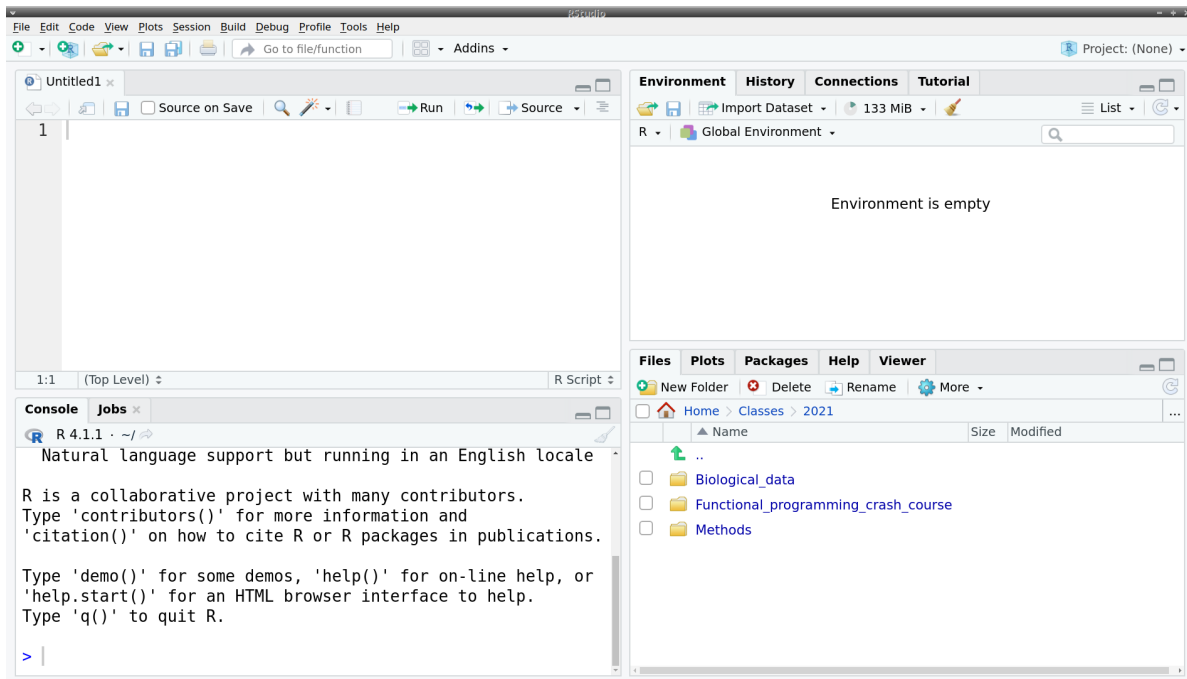 RStudio
File Edit Code View Plots Session Build Debug Profile Tools Help
Go to file/function Addins Project: (None)
Untitled1
Source on Save Run Source
1
1:1 (Top Level) R Script
Console Jobs
R 4.1.1 · ~/
Natural language support but running in an English locale
R is a collaborative project with many contributors.
Type 'contributors()' for more information and
'citation()' on how to cite R or R packages in publications.
Type 'demo()' for some demos, 'help()' for on-line help, or
'help.start()' for an HTML browser interface to help.
Type 'q()' to quit R.
>
Environment History Connections Tutorial
Import Dataset 133 MiB List
R Global Environment
Environment is empty
Files Plots Packages Help Viewer
New Folder Delete Rename More
Home > Classes > 2021 ...
Name Size Modified
..
Biological_data
Functional_programming_crash_course
Methods